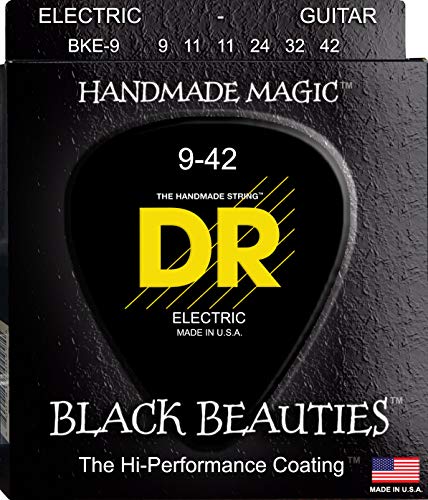 ELECTRIC - GUITAR
BKE-9 9 11 11 24 32 42
HANDMADE MAGIC™
9-42
THE HANDMADE STRING™
DR
ELECTRIC
MADE IN U.S.A.
BLACK BEAUTIES™
The Hi-Performance Coating™
MADE IN U.S.A.